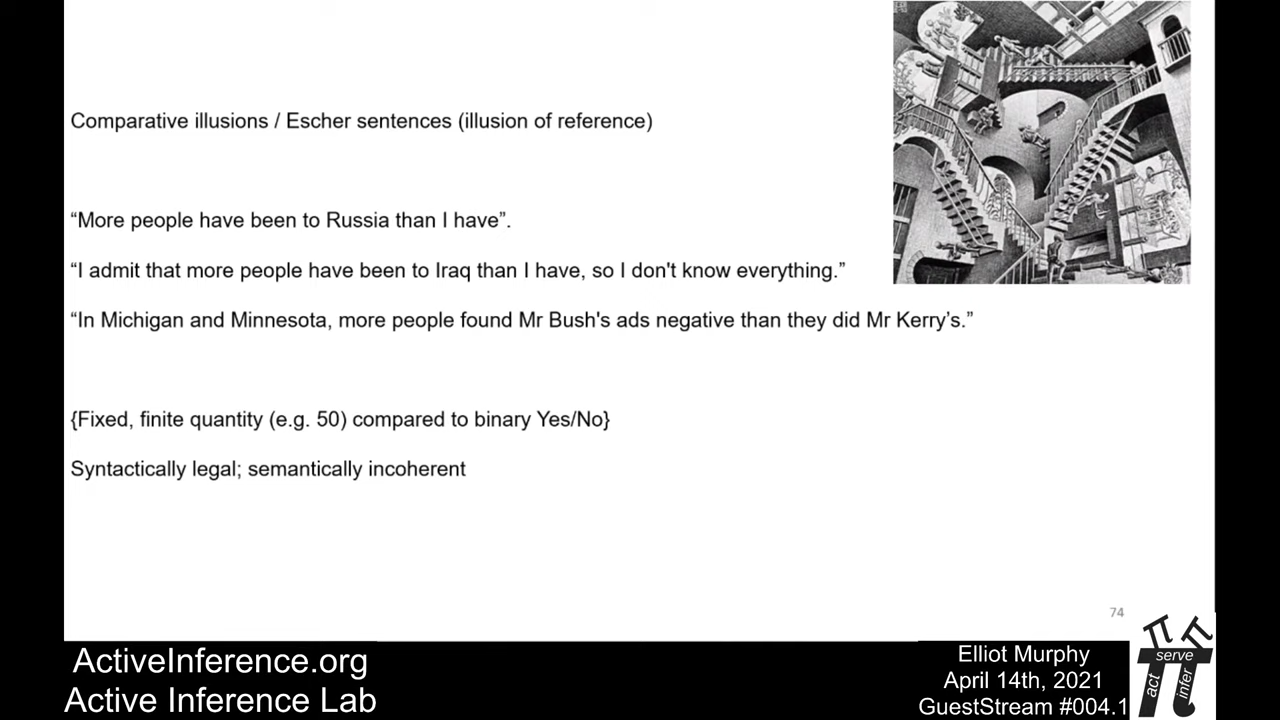 Comparative illusions / Escher sentences (illusion of reference)
“More people have been to Russia than I have”.
“I admit that more people have been to Iraq than I have, so I don't know everything.”
“In Michigan and Minnesota, more people found Mr Bush's ads negative than they did Mr Kerry’s.”
{Fixed, finite quantity (e.g. 50) compared to binary Yes/No}
Syntactically legal; semantically incoherent
74
ActiveInference.org
Active Inference Lab
Elliot Murphy
April 14th, 2021
GuestStream #004.1
serve
act
infer